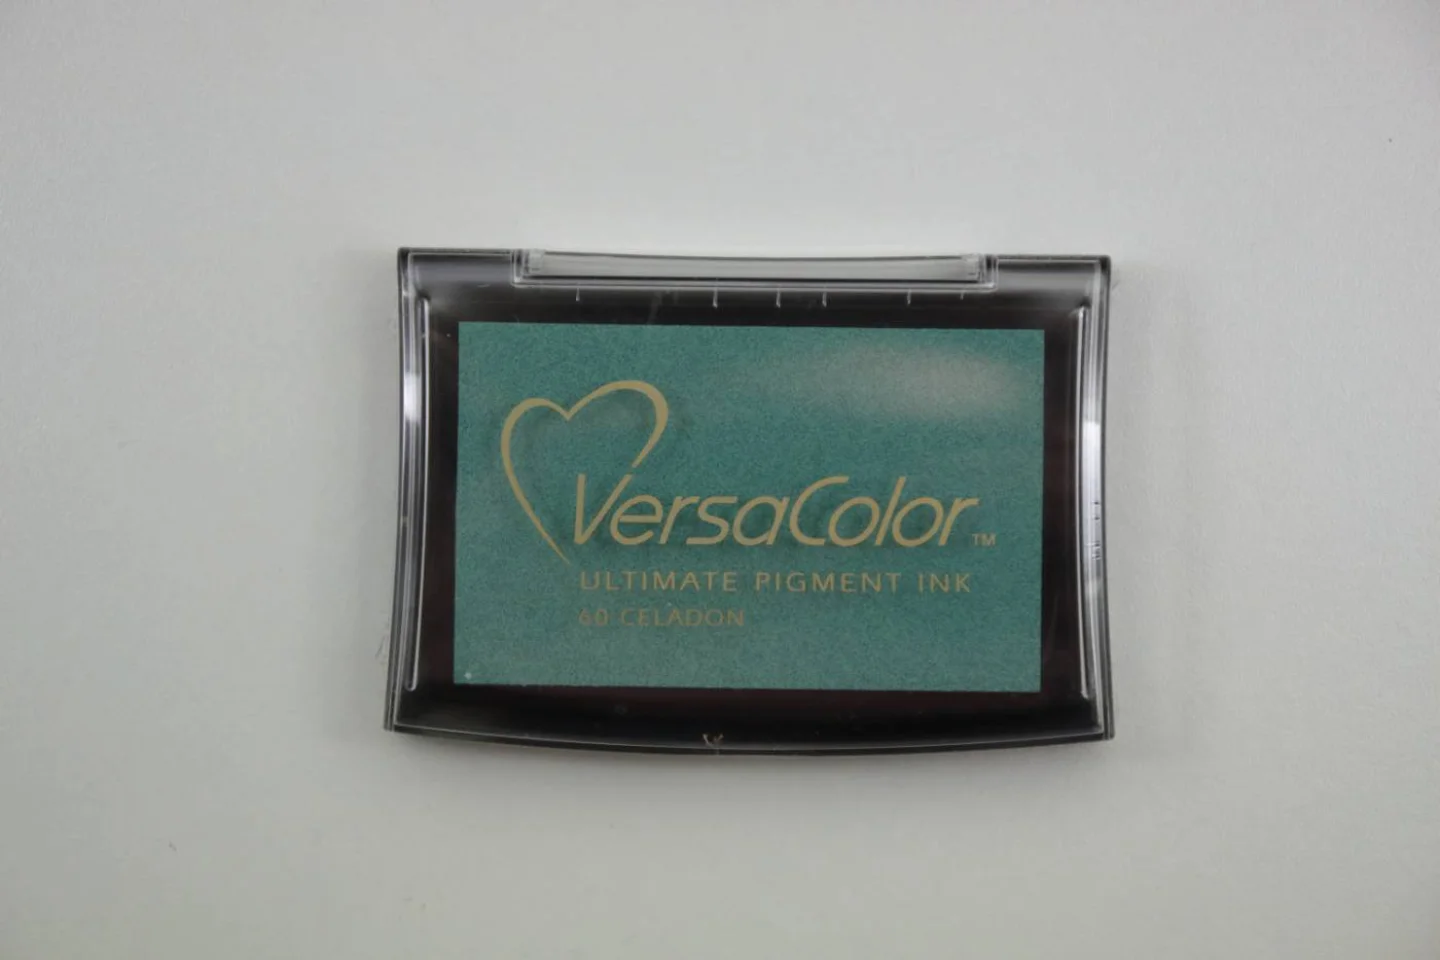 VersaColor™
ULTIMATE PIGMENT INK
60 CELADON